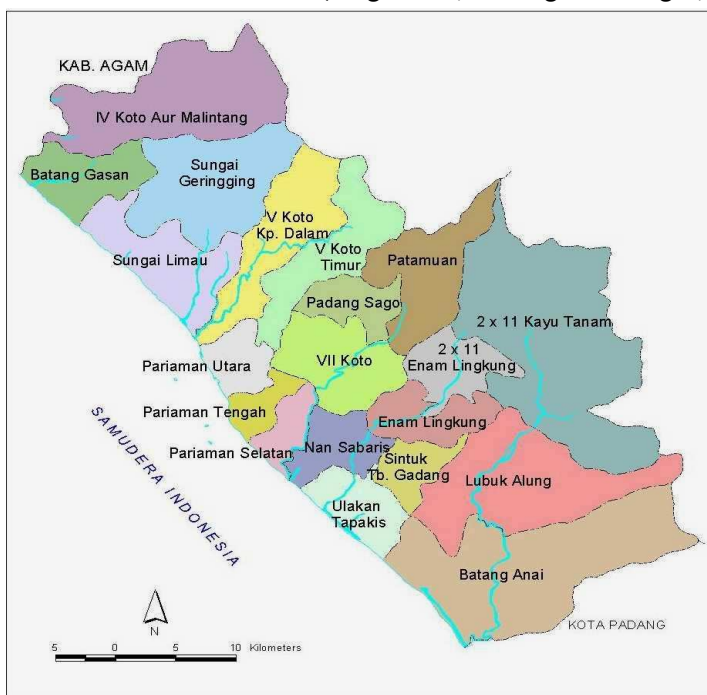 KAB. AGAM
IV Koto Aur Malintang
Batang Gasan
Sungai
Geringging
V Koto
Kp. Dalam
Sungai Limau
V Koto
Timur
Patamuan
Padang Sago
2 x 11 Kayu Tanam
VII Koto
2 x 11
Enam Lingkung
Pariaman Utara
Pariaman Tengah
Enam Lingkung
Pariaman Selatan
Nan Sabaris
Sintuk
Tb. Gadang
Lubuk Alung
Ulakan
Tapakis
SAMUDERA INDONESIA
Batang Anai
KOTA PADANG
N
5 0 5 10 Kilometers